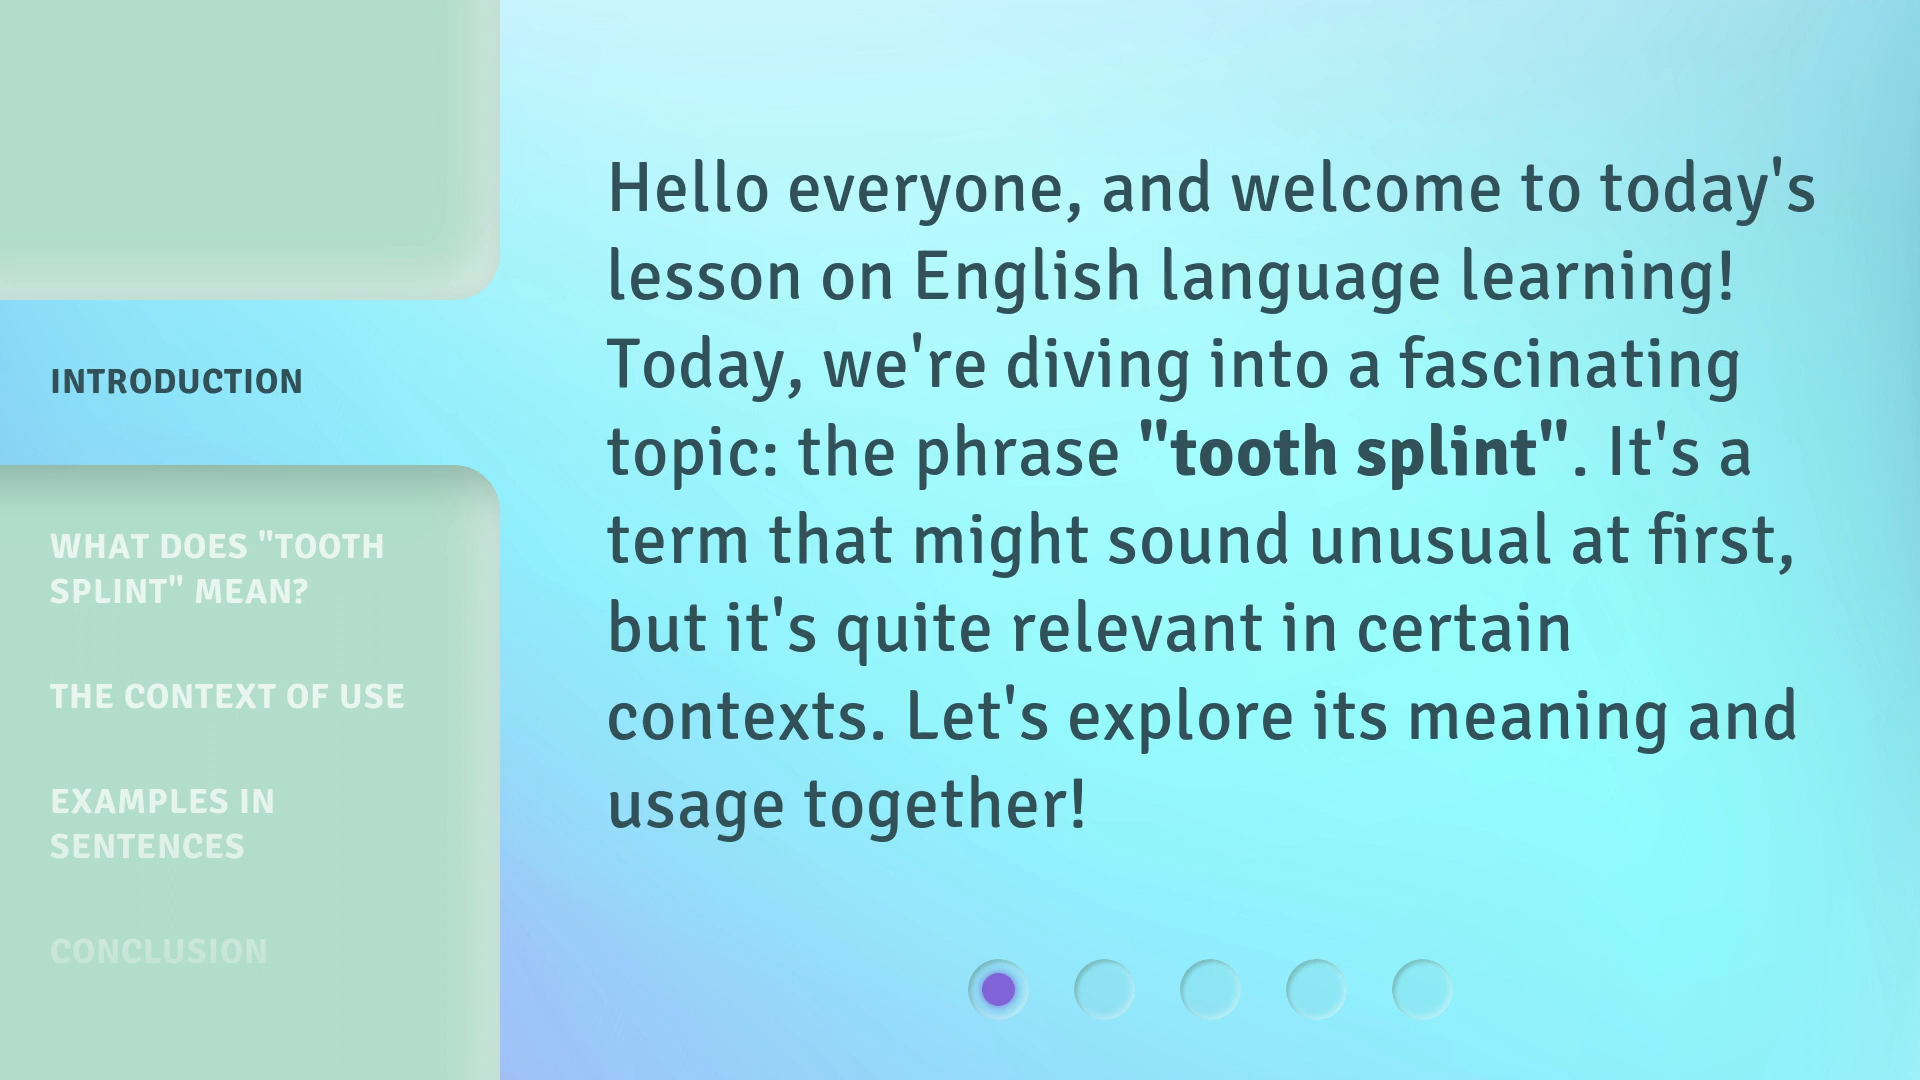 INTRODUCTION
WHAT DOES "TOOTH
SPLINT" MEAN?
THE CONTEXT OF USE
EXAMPLES IN
SENTENCES
CONCLUSION
Hello everyone, and welcome to today's
lesson on English language learning!
Today, we're diving into a fascinating
topic: the phrase "tooth splint". It's a
term that might sound unusual at first,
but it's quite relevant in certain
contexts. Let's explore its meaning and
usage together!